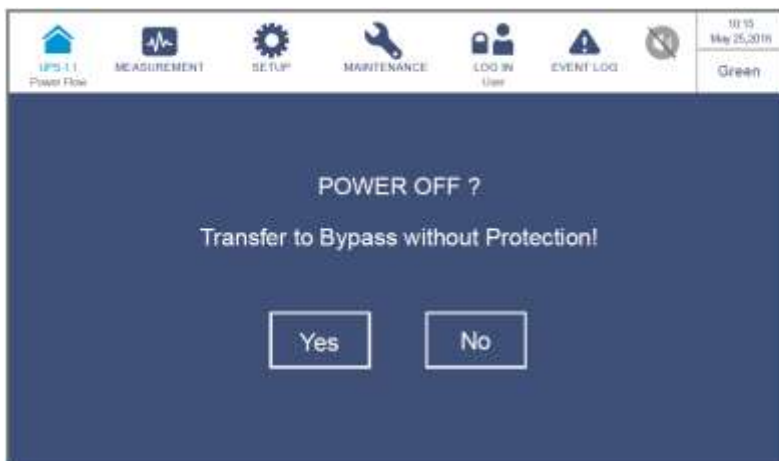 10:15
May 25,2016
UPS-1.1
Power Flow
MEASUREMENT
SETUP
MAINTENANCE
LOG IN
User
EVENT LOG
Green
POWER OFF ?
Transfer to Bypass without Protection!
Yes
No